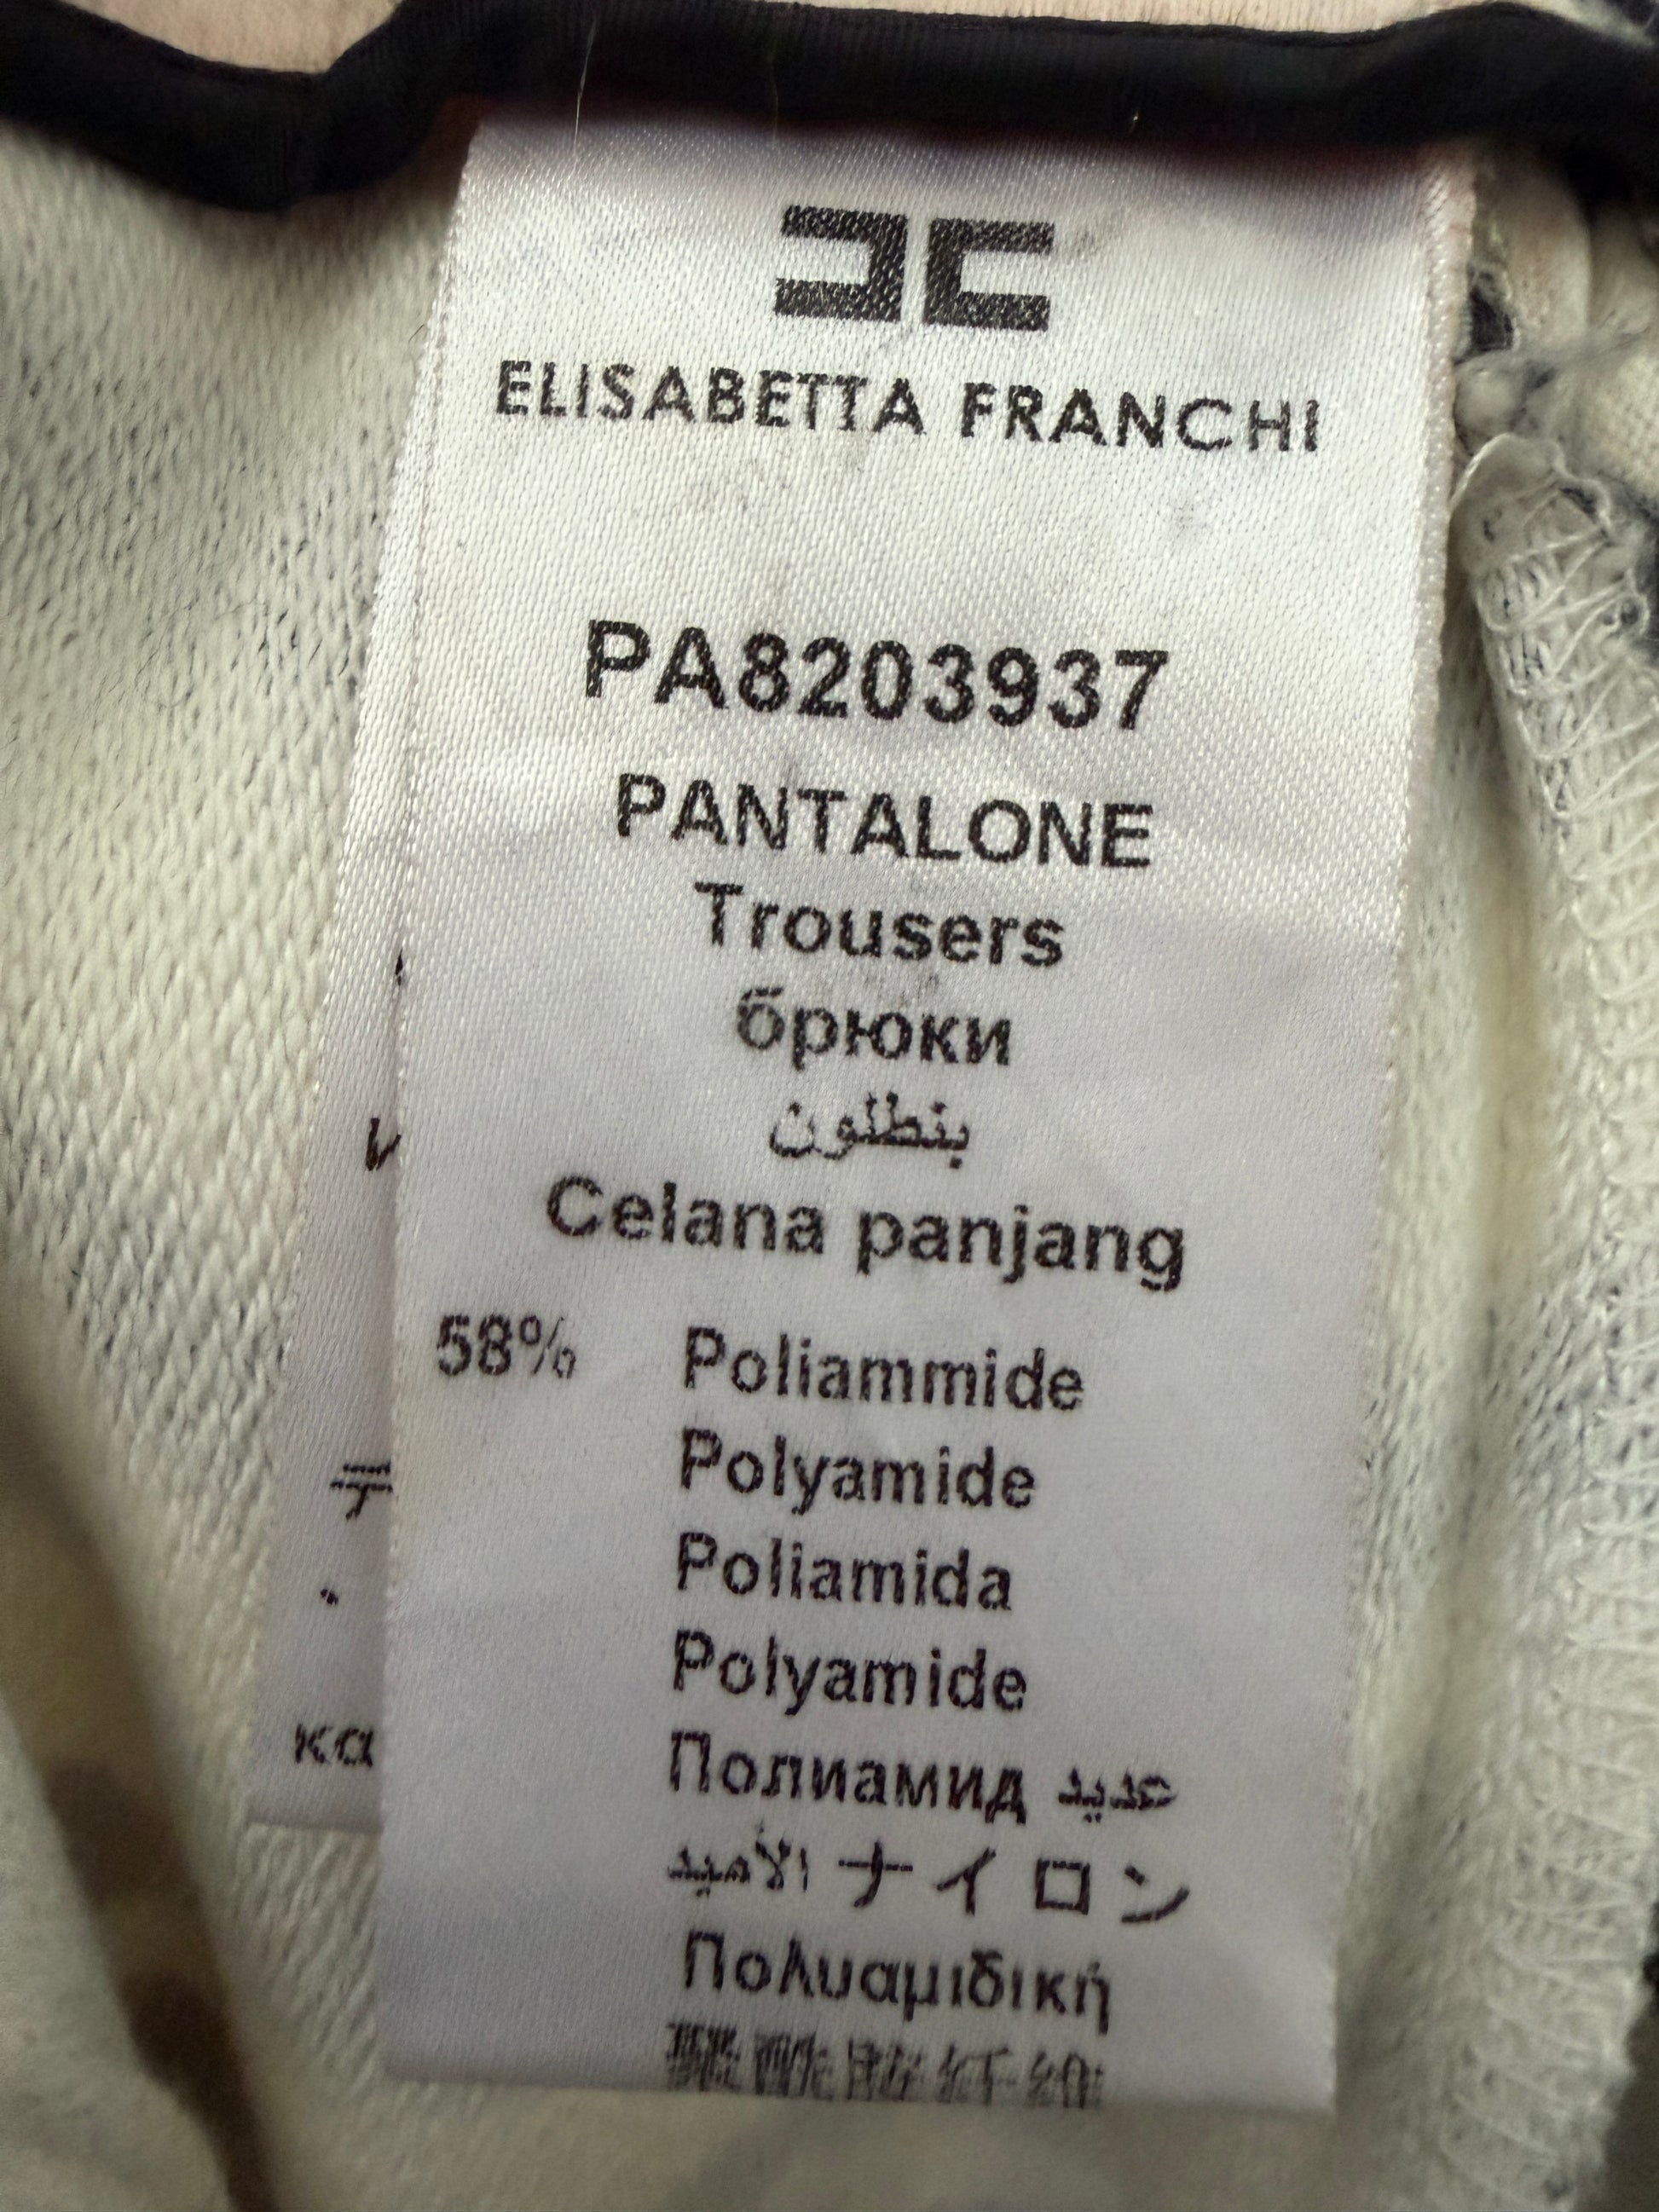 ELISABETTA FRANCHI
PA8203937
PANTALONE
Trousers
брюки
بنطلون
Celana panjang
58% Poliammide
Polyamide
Poliamida
Polyamide
Полиамид عديد
الأميد ナイロン
Πολυαμιδική
ка